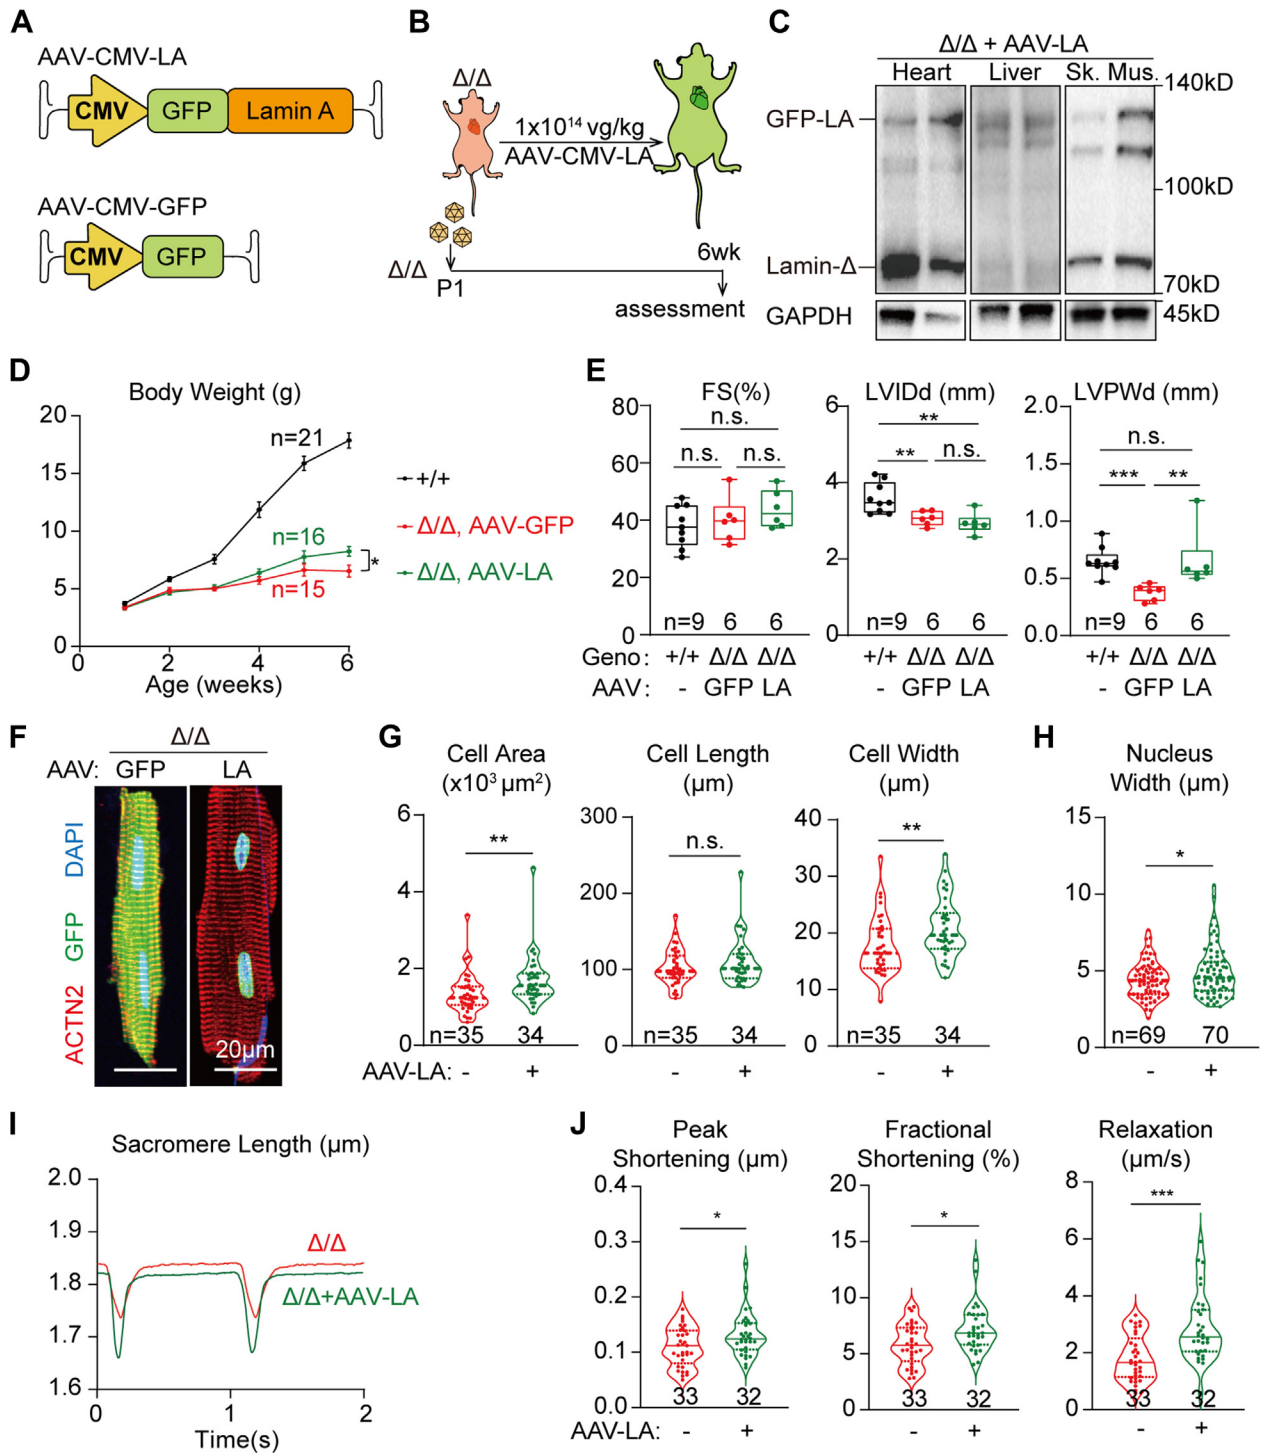 A
AAV-CMV-LA
CMV GFP Lamin A
AAV-CMV-GFP
CMV GFP
B
Δ/Δ
1x10¹⁴ vg/kg
AAV-CMV-LA
Δ/Δ
P1
6wk
assessment
C
Δ/Δ + AAV-LA
Heart Liver Sk. Mus.
140kD
GFP-LA
100kD
Lamin-Δ
70kD
GAPDH
45kD
D
Body Weight (g)
20
15
10
5
0
n=21
n=16
n=15
*
+/+
Δ/Δ, AAV-GFP
Δ/Δ, AAV-LA
0 2 4 6
Age (weeks)
E
FS(%)
80
60
40
20
0
n.s.
n.s. n.s.
n=9 6 6
LVIDd (mm)
6
4
2
0
**
** n.s.
n=9 6 6
LVPWd (mm)
2.0
1.5
1.0
0.5
0.0
n.s.
*** **
n=9 6 6
Geno: +/+ Δ/Δ Δ/Δ +/+ Δ/Δ Δ/Δ +/+ Δ/Δ Δ/Δ
AAV: - GFP LA - GFP LA - GFP LA
F
Δ/Δ
AAV: GFP LA
ACTN2 GFP DAPI
20μm
G
Cell Area
(x10³ μm²)
6
4
2
0
**
n=35 34
Cell Length
(μm)
300
200
100
0
n.s.
n=35 34
Cell Width
(μm)
40
30
20
10
0
**
n=35 34
AAV-LA: - + - + - +
H
Nucleus
Width (μm)
15
10
5
0
*
n=69 70
- +
I
Sacromere Length (μm)
2.0
1.9
1.8
1.7
1.6
Δ/Δ
Δ/Δ+AAV-LA
0 1 2
Time(s)
J
Peak
Shortening (μm)
0.4
0.3
0.2
0.1
0.0
*
33 32
Fractional
Shortening (%)
20
15
10
5
0
*
33 32
Relaxation
(μm/s)
8
6
4
2
0
***
33 32
AAV-LA: - + - + - +